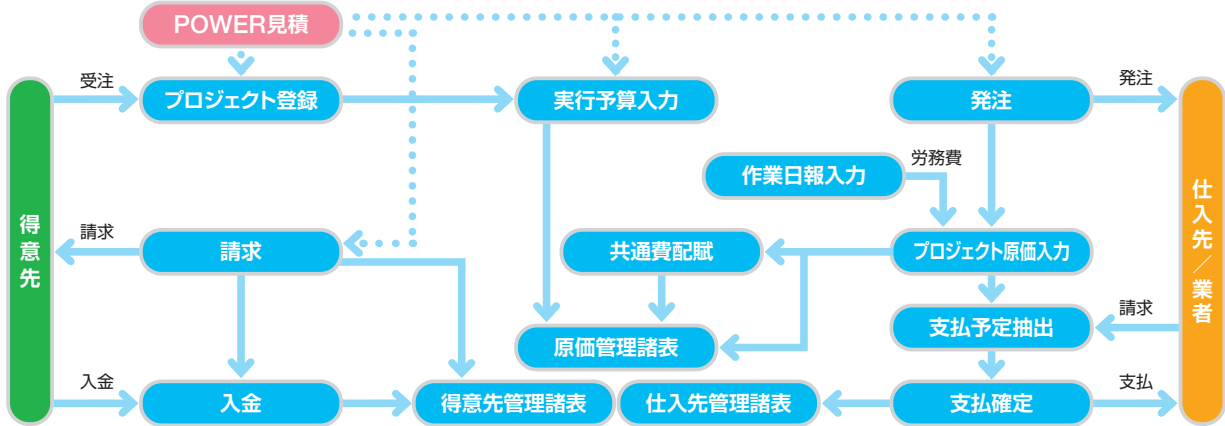 POWER見積
受注
プロジェクト登録
実行予算入力
発注
発注
作業日報入力
労務費
得意先
仕入先／業者
請求
請求
共通費配賦
プロジェクト原価入力
原価管理諸表
支払予定抽出
請求
入金
入金
得意先管理諸表
仕入先管理諸表
支払確定
支払